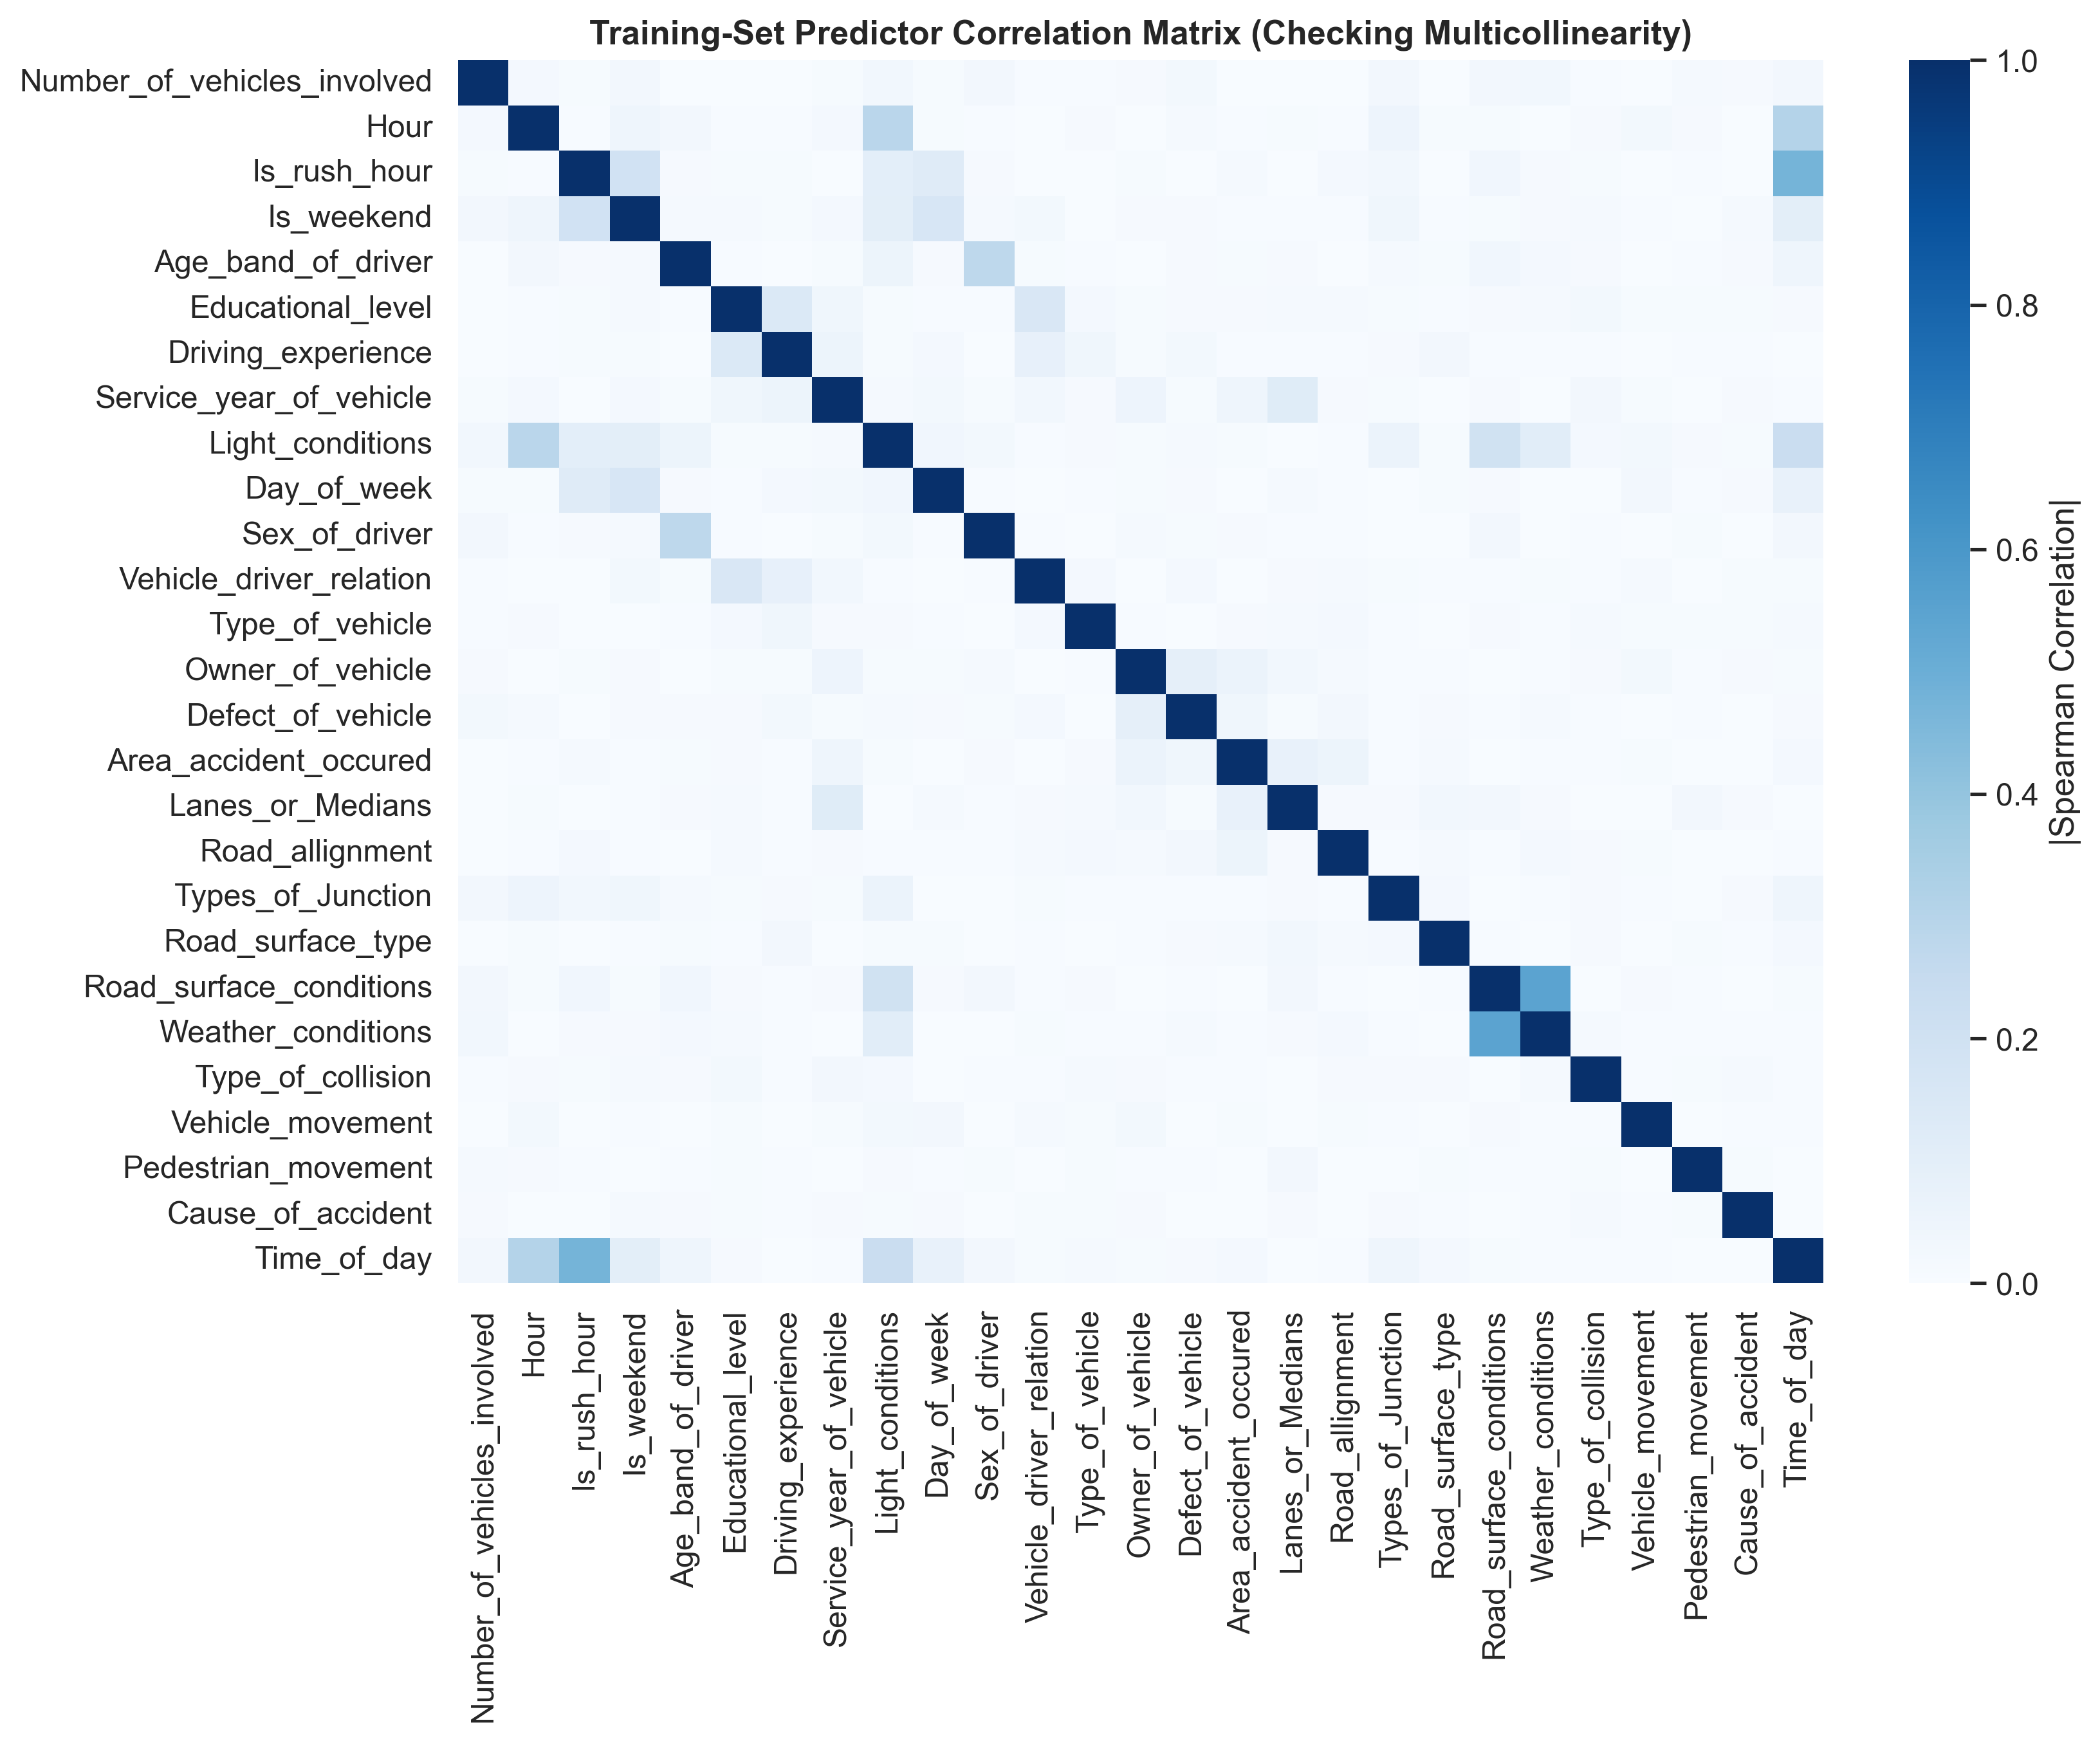 Training-Set Predictor Correlation Matrix (Checking Multicollinearity)
Number_of_vehicles_involved
Hour
Is_rush_hour
Is_weekend
Age_band_of_driver
Educational_level
Driving_experience
Service_year_of_vehicle
Light_conditions
Day_of_week
Sex_of_driver
Vehicle_driver_relation
Type_of_vehicle
Owner_of_vehicle
Defect_of_vehicle
Area_accident_occured
Lanes_or_Medians
Road_allignment
Types_of_Junction
Road_surface_type
Road_surface_conditions
Weather_conditions
Type_of_collision
Vehicle_movement
Pedestrian_movement
Cause_of_accident
Time_of_day
Number_of_vehicles_involved
Hour
Is_rush_hour
Is_weekend
Age_band_of_driver
Educational_level
Driving_experience
Service_year_of_vehicle
Light_conditions
Day_of_week
Sex_of_driver
Vehicle_driver_relation
Type_of_vehicle
Owner_of_vehicle
Defect_of_vehicle
Area_accident_occured
Lanes_or_Medians
Road_allignment
Types_of_Junction
Road_surface_type
Road_surface_conditions
Weather_conditions
Type_of_collision
Vehicle_movement
Pedestrian_movement
Cause_of_accident
Time_of_day
1.0
0.8
0.6
0.4
0.2
0.0
|Spearman Correlation|